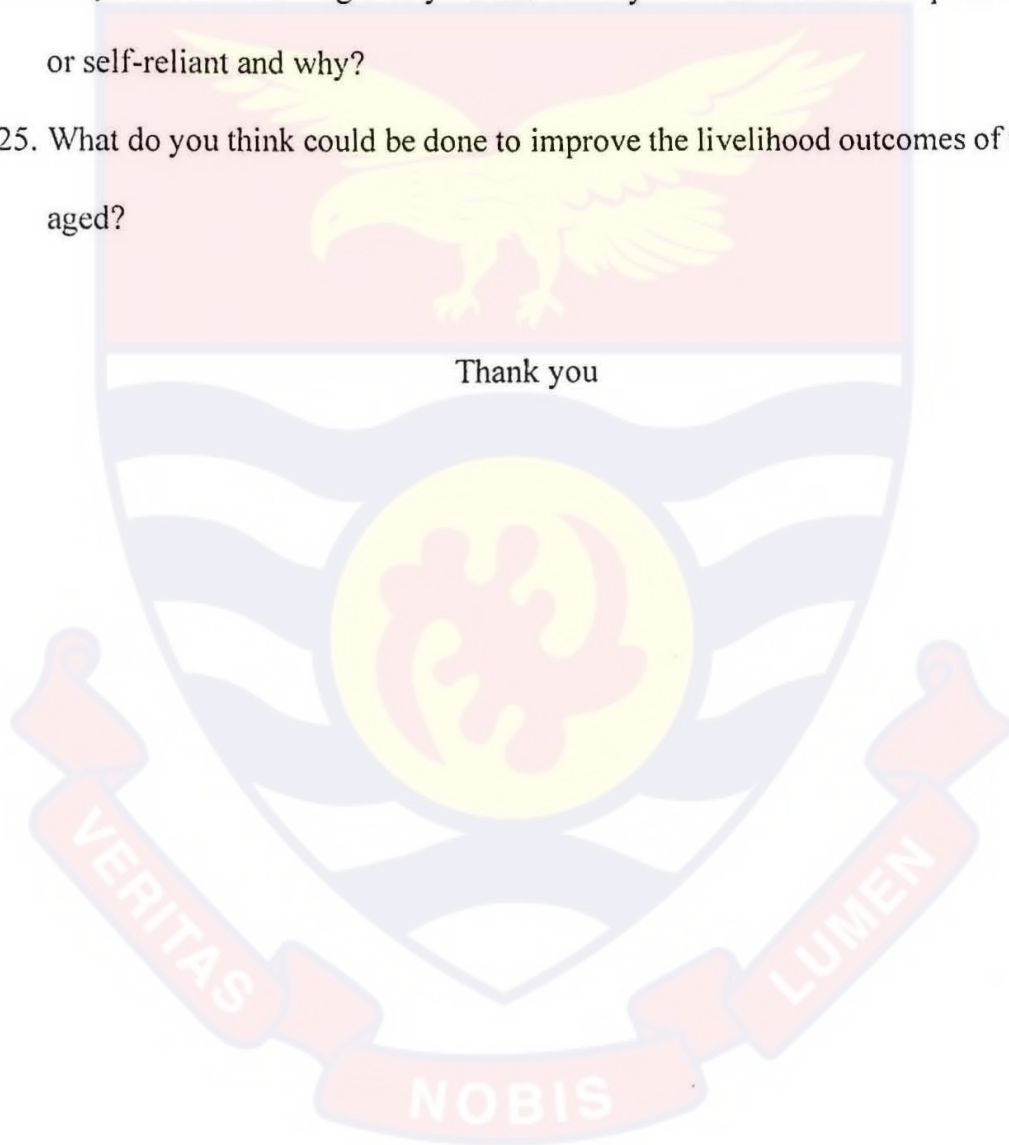 or self-reliant and why?
25. What do you think could be done to improve the livelihood outcomes of
aged?
Thank you
VERITAS
NOBIS
LUMEN